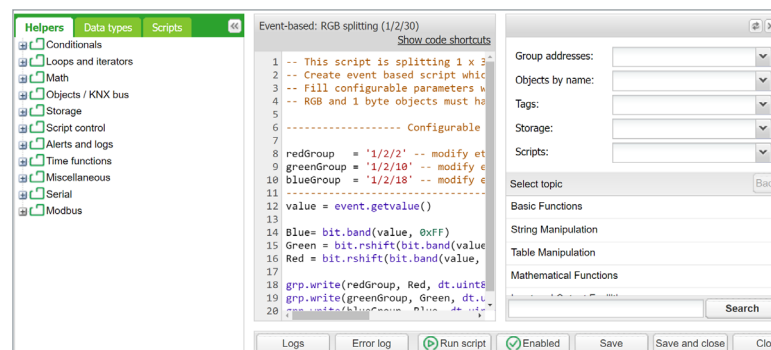 Helpers Data types Scripts
Conditionals
Loops and iterators
Math
Objects / KNX bus
Storage
Script control
Alerts and logs
Time functions
Miscellaneous
Serial
Modbus
Event-based: RGB splitting (1/2/30)
Show code shortcuts
1 -- This script is splitting 1 x 3
2 -- Create event based script whic
3 -- Fill configurable parameters w
4 -- RGB and 1 byte objects must ha
5
6 ------------------ Configurable
7
8 redGroup = '1/2/2' -- modify et
9 greenGroup = '1/2/10' -- modify e
10 blueGroup = '1/2/18' -- modify e
11 --------------------------------
12 value = event.getvalue()
13
14 Blue= bit.band(value, 0xFF)
15 Green = bit.rshift(bit.band(value
16 Red = bit.rshift(bit.band(value,
17
18 grp.write(redGroup, Red, dt.uint8
19 grp.write(greenGroup, Green, dt.u
20
Group addresses:
Objects by name:
Tags:
Storage:
Scripts:
Select topic Bac
Basic Functions
String Manipulation
Table Manipulation
Mathematical Functions
Search
Logs Error log Run script Enabled Save Save and close Clo